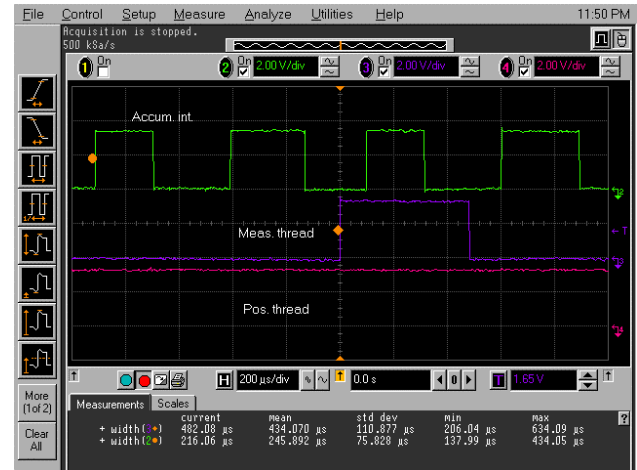 File Control Setup Measure Analyze Utilities Help 11:50 PM
Acquisition is stopped.
500 kSa/s
1 On 2 On 2.00 V/div 3 On 2.00 V/div 4 On 2.00 V/div
Accum. int.
Meas. thread
Pos. thread
H 200 µs/div T 0.0 s 0 T 1.65 V
More
(1 of 2)
Clear
All
Measurements Scales
current mean std dev min max
+ width(3) 482.08 µs 434.070 µs 110.877 µs 206.04 µs 634.09 µs
+ width(2) 216.06 µs 245.892 µs 75.828 µs 137.99 µs 434.05 µs